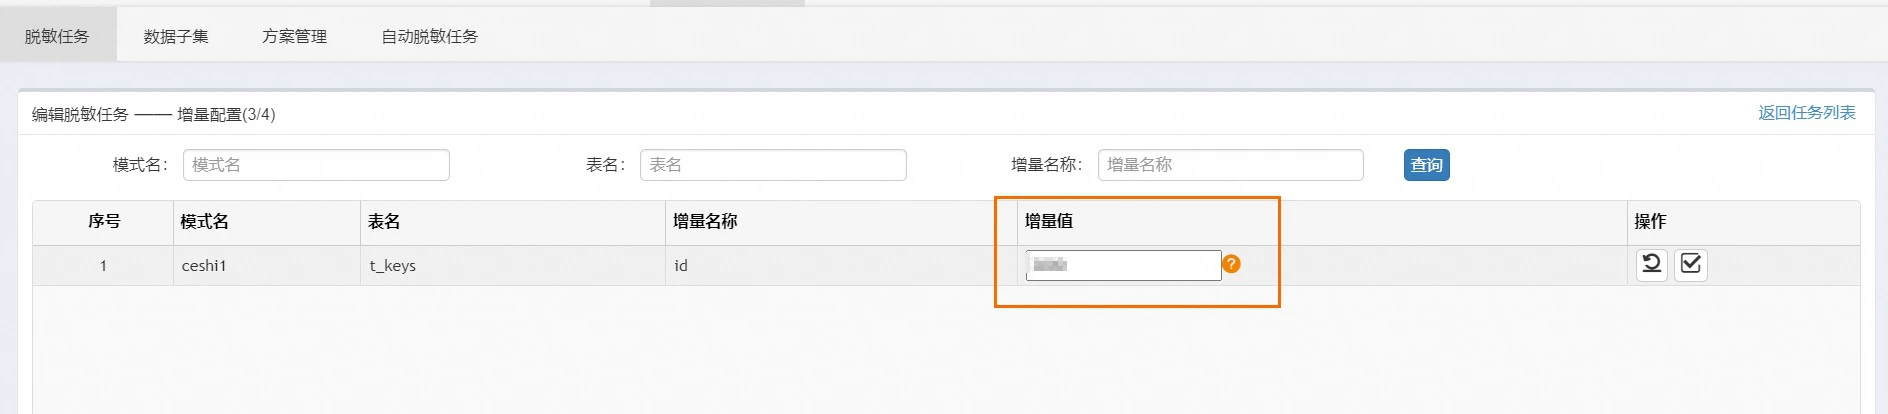 脱敏任务 数据子集 方案管理 自动脱敏任务
编辑脱敏任务 —— 增量配置(3/4) 返回任务列表
模式名： 模式名 表名： 表名 增量名称： 增量名称 查询
序号 模式名 表名 增量名称 增量值 操作
1 ceshi1 t_keys id ?